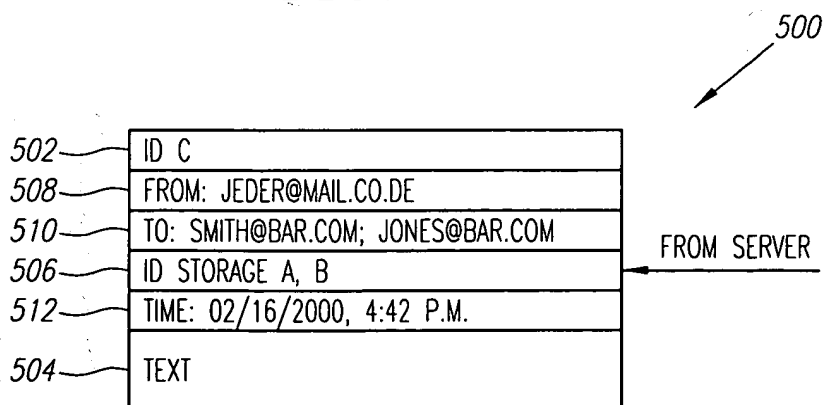 500
502 ID C
508 FROM: JEDER@MAIL.CO.DE
510 TO: SMITH@BAR.COM; JONES@BAR.COM
506 ID STORAGE A, B FROM SERVER
512 TIME: 02/16/2000, 4:42 P.M.
504 TEXT